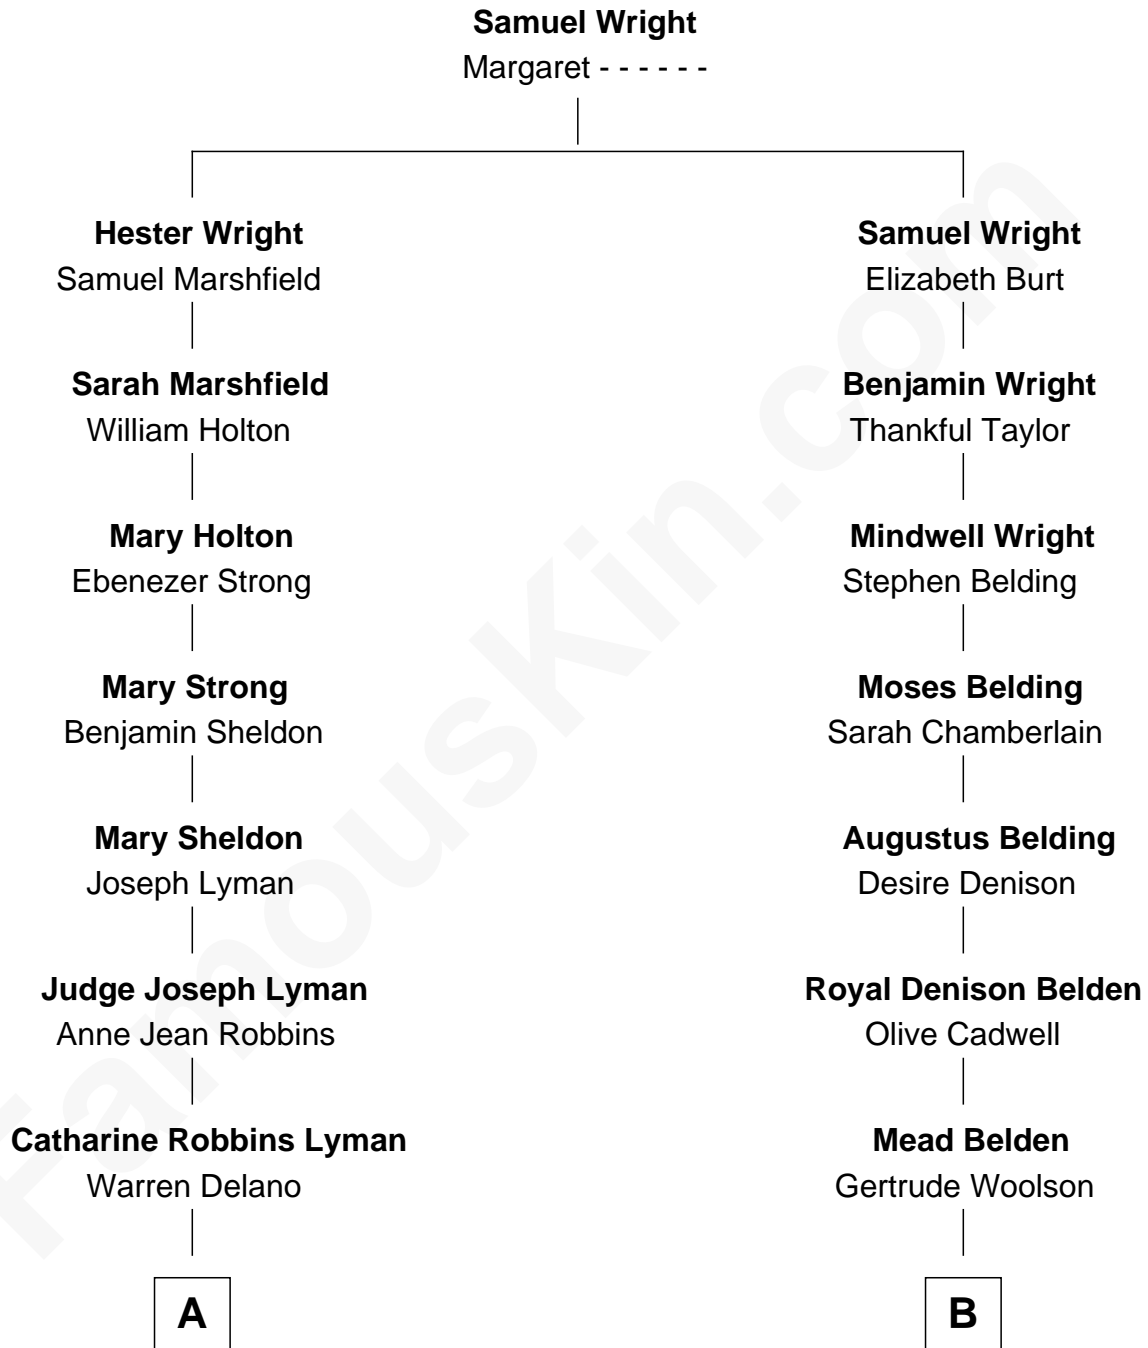 Samuel Wright
Margaret - - - - - -
Hester Wright
Samuel Marshfield
Samuel Wright
Elizabeth Burt
Sarah Marshfield
William Holton
Benjamin Wright
Thankful Taylor
Mary Holton
Ebenezer Strong
Mindwell Wright
Stephen Belding
Mary Strong
Benjamin Sheldon
Moses Belding
Sarah Chamberlain
Mary Sheldon
Joseph Lyman
Augustus Belding
Desire Denison
Judge Joseph Lyman
Anne Jean Robbins
Royal Denison Belden
Olive Cadwell
Catharine Robbins Lyman
Warren Delano
Mead Belden
Gertrude Woolson
A
B
FamousKin.com